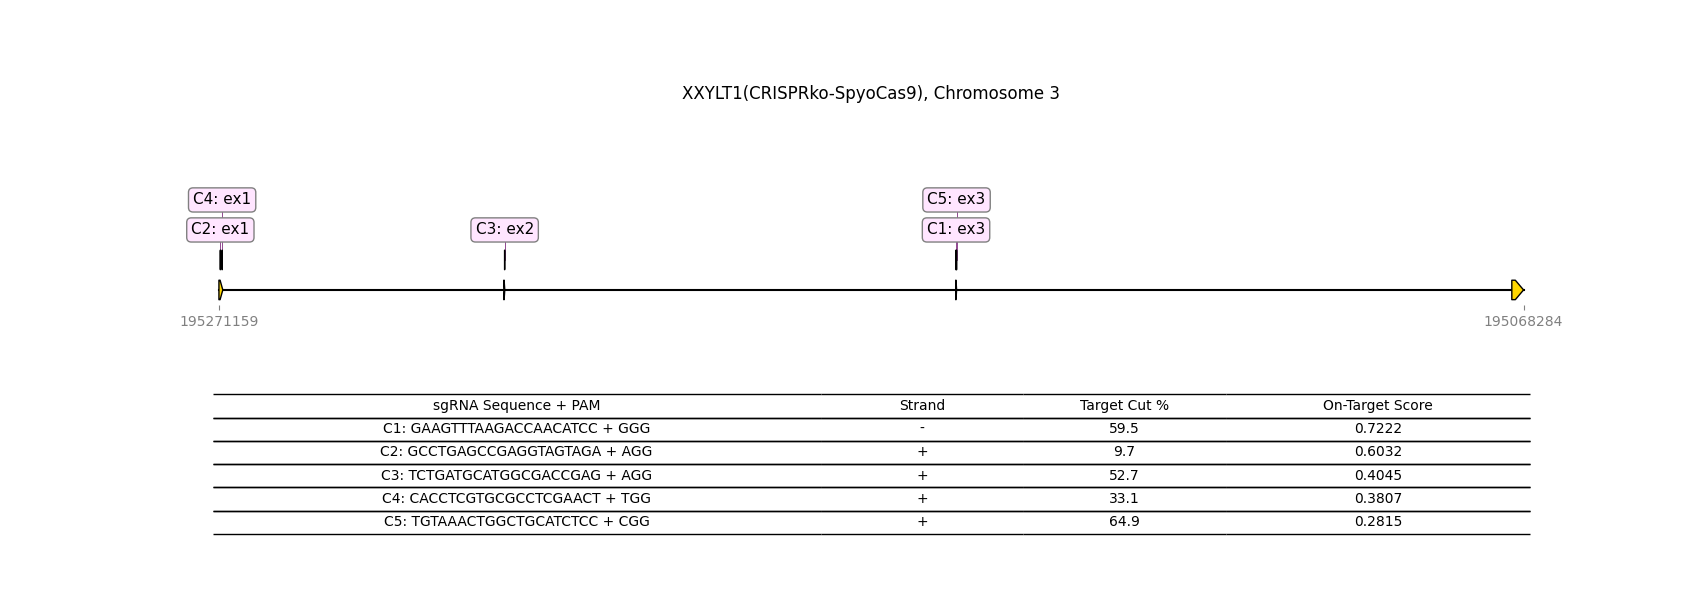 XXYLT1(CRISPRko-SpyoCas9), Chromosome 3
C4: ex1 C5: ex3
C2: ex1 C3: ex2 C1: ex3
195271159 195068284
sgRNA Sequence + PAM Strand Target Cut % On-Target Score
C1: GAAGTTTAAGACCAACATCC + GGG - 59.5 0.7222
C2: GCCTGAGCCGAGGTAGTAGA + AGG + 9.7 0.6032
C3: TCTGATGCATGGCGACCGAG + AGG + 52.7 0.4045
C4: CACCTCGTGCGCCTCGAACT + TGG + 33.1 0.3807
C5: TGTAAACTGGCTGCATCTCC + CGG + 64.9 0.2815